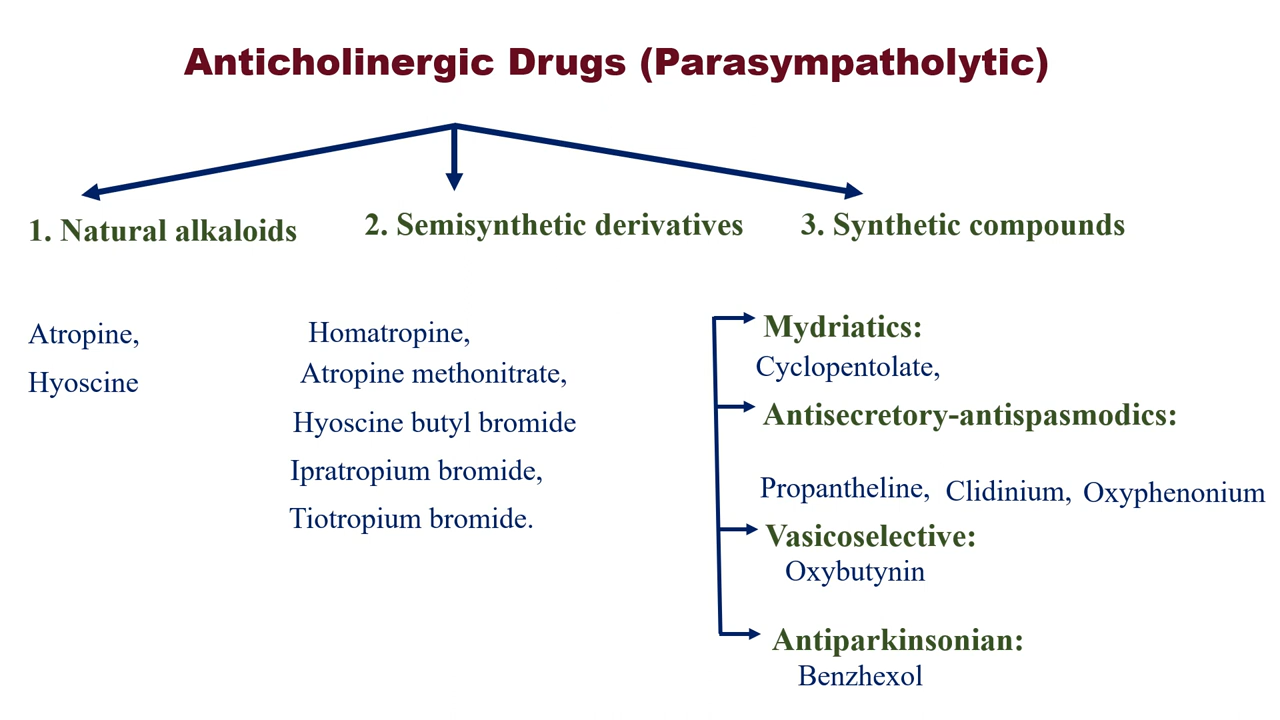 Anticholinergic Drugs (Parasympatholytic)
1. Natural alkaloids
2. Semisynthetic derivatives
3. Synthetic compounds
Atropine,
Hyoscine
Homatropine,
Atropine methonitrate,
Hyoscine butyl bromide
Ipratropium bromide,
Tiotropium bromide.
Mydriatics:
Cyclopentolate,
Antisecretory-antispasmodics:
Propantheline, Clidinium, Oxyphenonium
Vasicoselective:
Oxybutynin
Antiparkinsonian:
Benzhexol